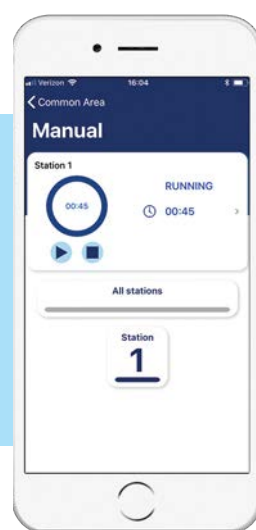 Verizon 16:04
Common Area
Manual
Station 1
00:45
RUNNING
00:45
All stations
Station
1